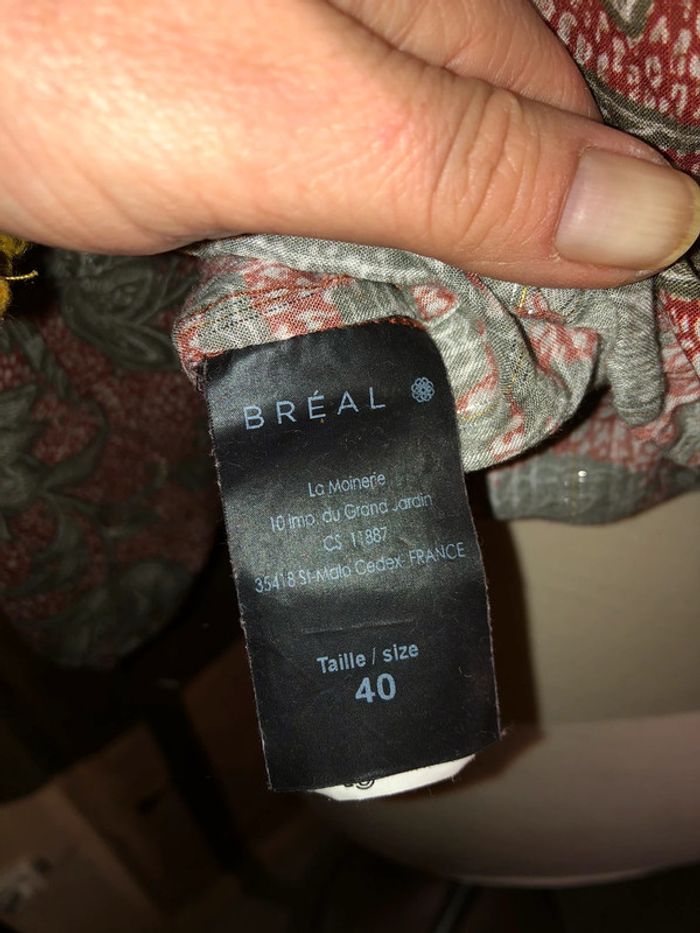 BRÉAL
La Moinerie
10 imp. du Grand Jardin
CS 11887
35418 St-Malo Cedex- FRANCE
Taille / size
40